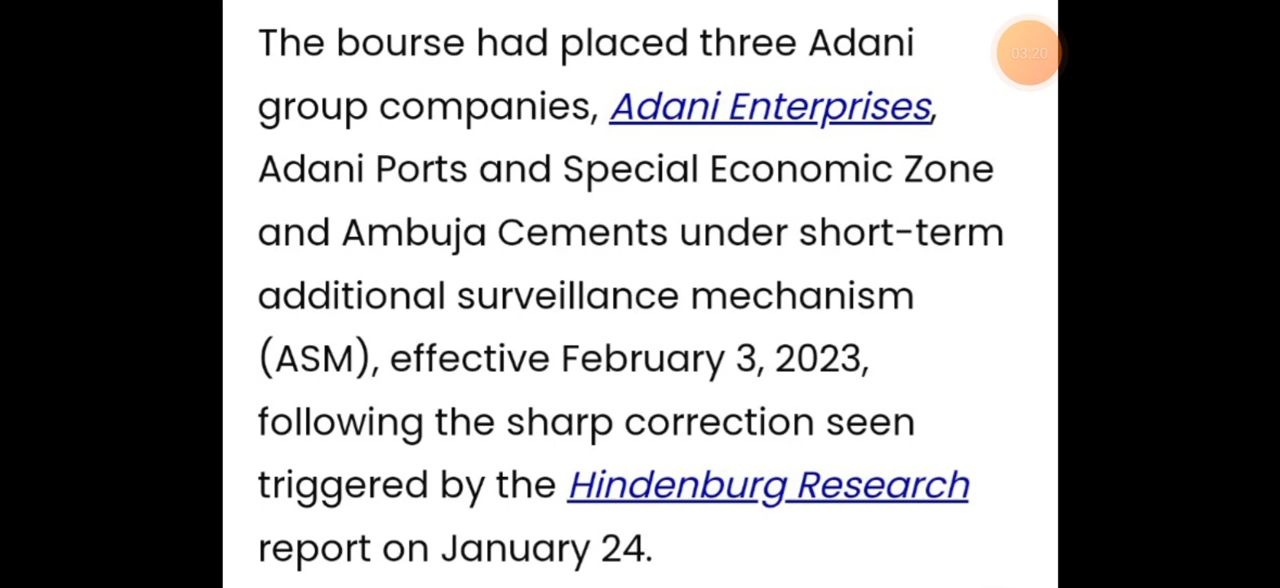 The bourse had placed three Adani
03:20
group companies, Adani Enterprises,
Adani Ports and Special Economic Zone
and Ambuja Cements under short-term
additional surveillance mechanism
(ASM), effective February 3, 2023,
following the sharp correction seen
triggered by the Hindenburg Research
report on January 24.